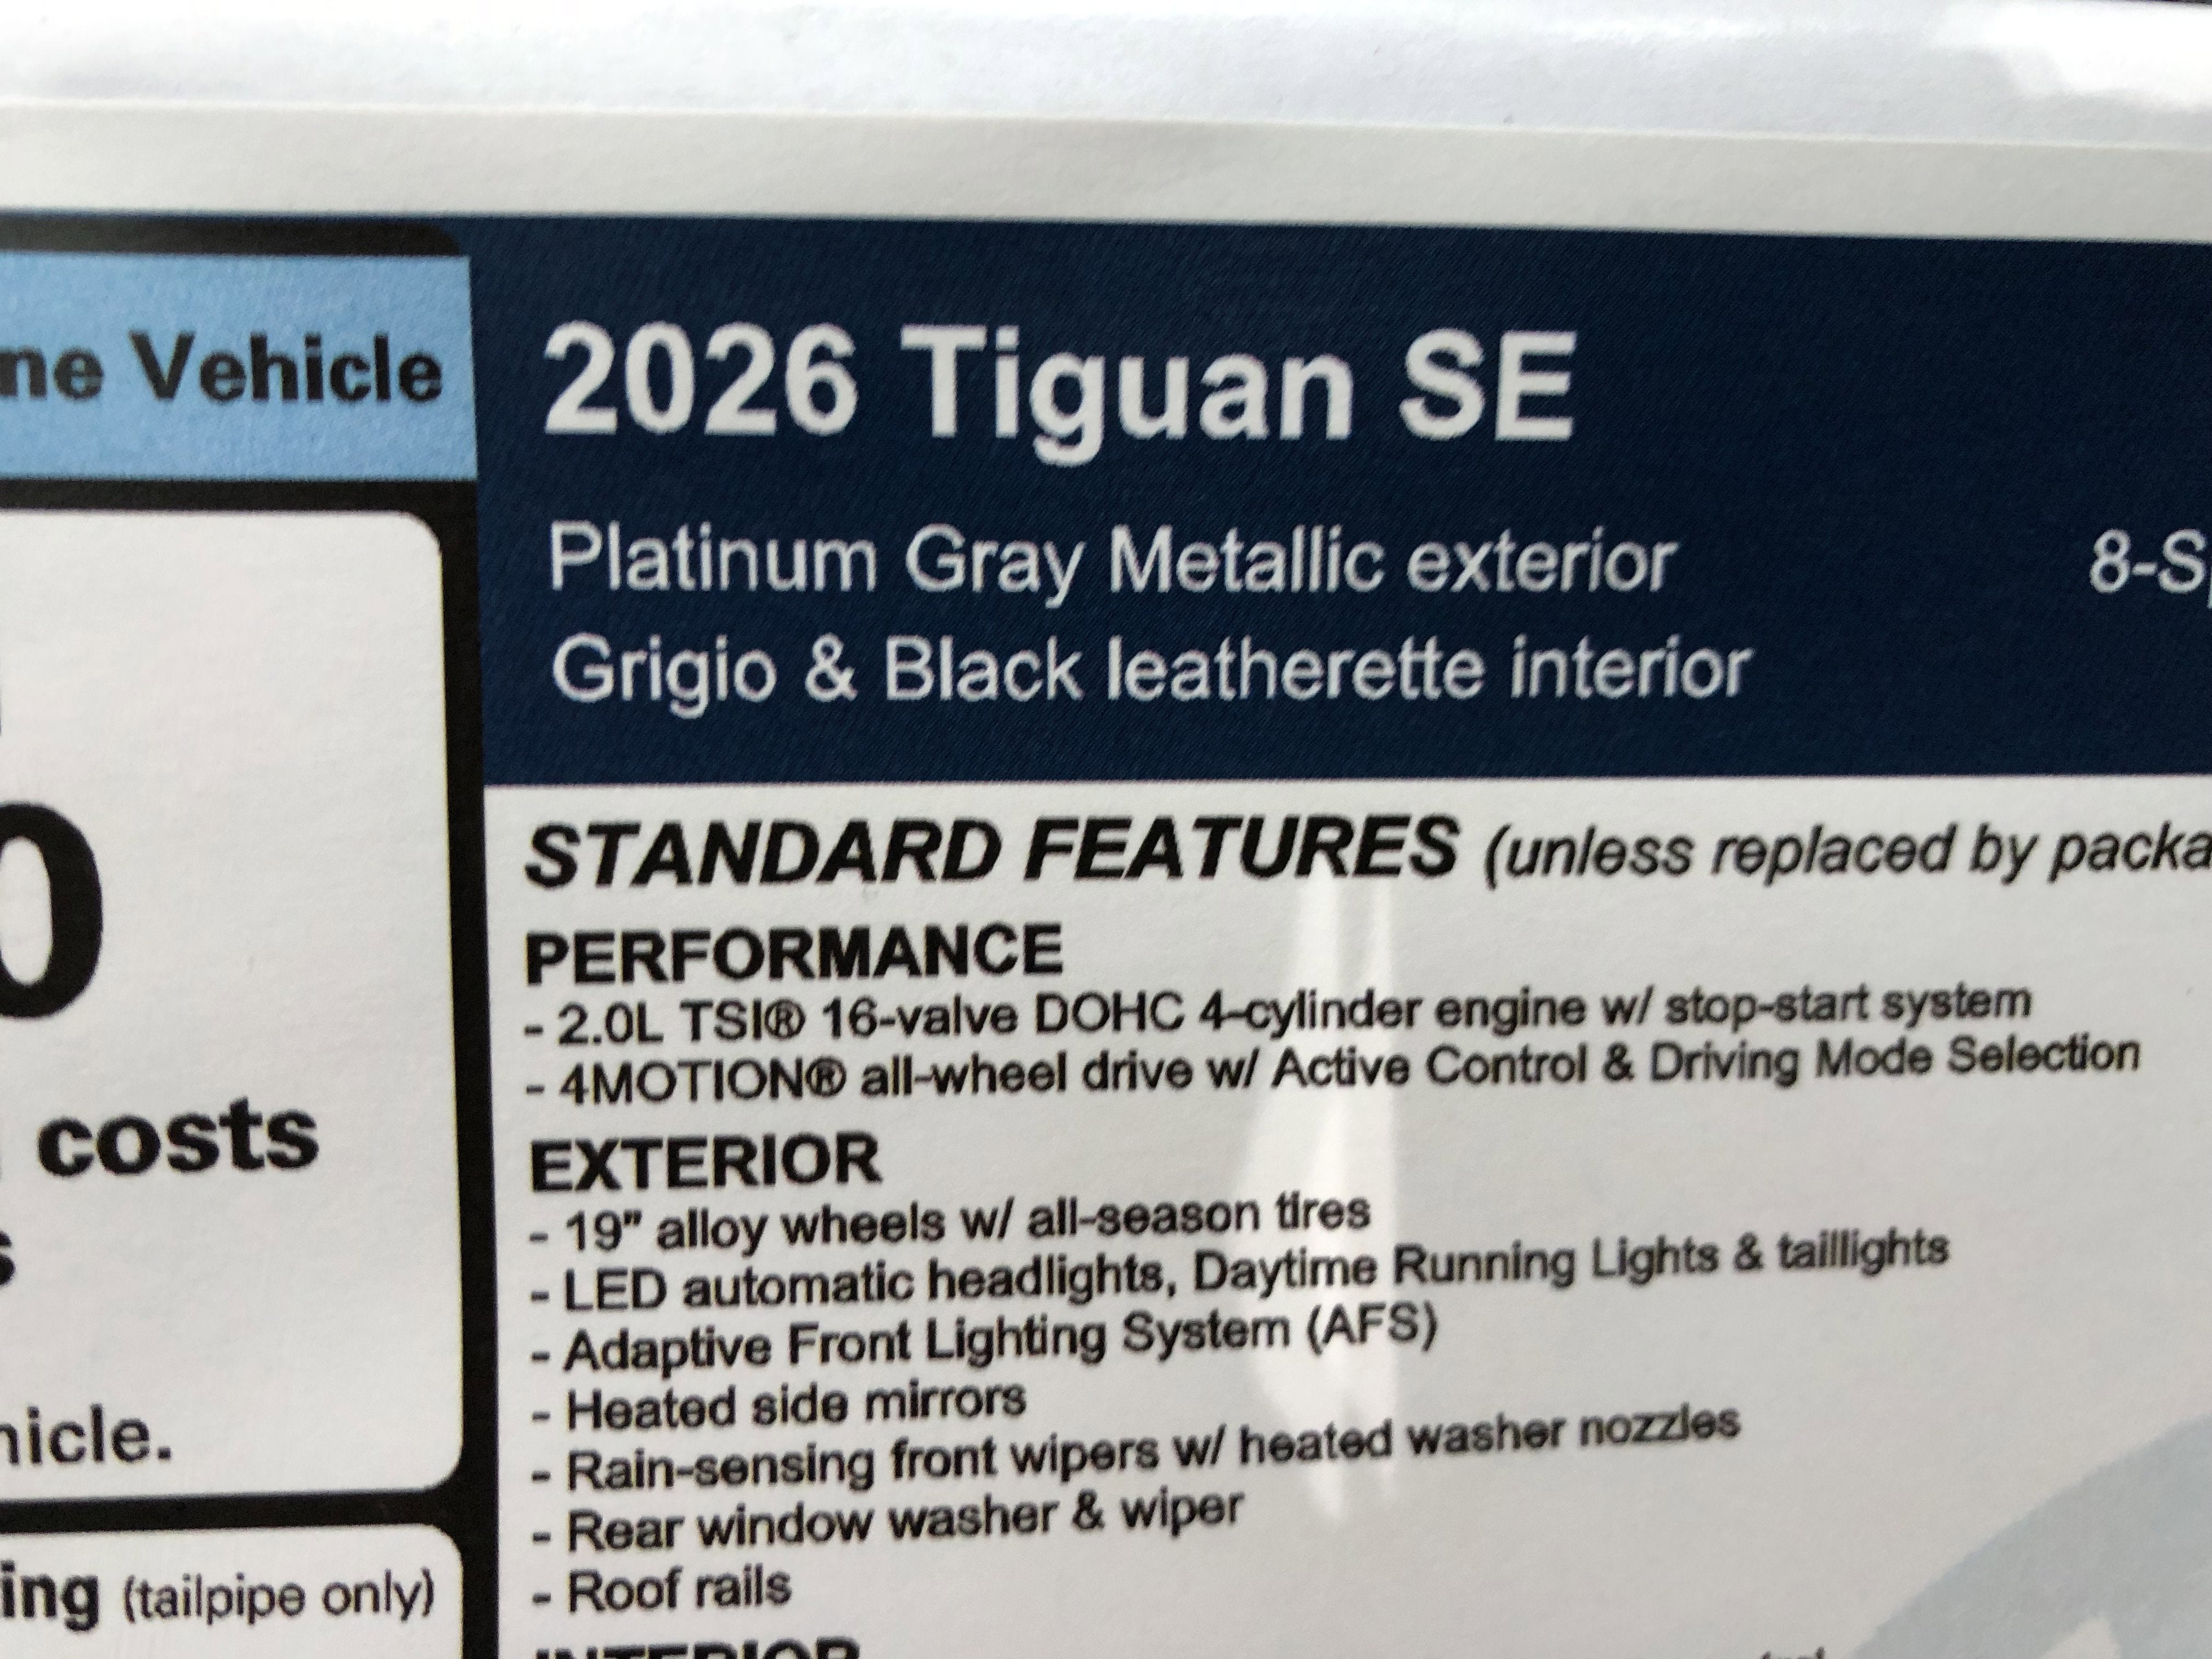 ne Vehicle
0
costs
s
hicle.
ing (tailpipe only)
2026 Tiguan SE
Platinum Gray Metallic exterior 8-Sp
Grigio & Black leatherette interior
STANDARD FEATURES (unless replaced by packa
PERFORMANCE
- 2.0L TSI® 16-valve DOHC 4-cylinder engine w/ stop-start system
- 4MOTION® all-wheel drive w/ Active Control & Driving Mode Selection
EXTERIOR
- 19" alloy wheels w/ all-season tires
- LED automatic headlights, Daytime Running Lights & taillights
- Adaptive Front Lighting System (AFS)
- Heated side mirrors
- Rain-sensing front wipers w/ heated washer nozzles
- Rear window washer & wiper
- Roof rails
INTERIOR